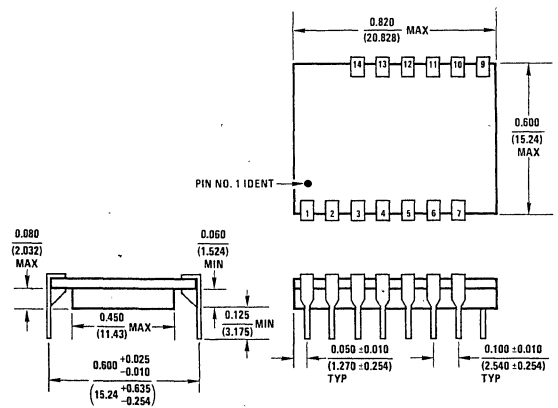 0.820
(20.828)
MAX
14 13 12 11 10 9
0.600
(15.24)
MAX
PIN NO. 1 IDENT
1 2 3 4 5 6 7
0.080
(2.032)
MAX
0.060
(1.524)
MIN
0.450
(11.43)
MAX
0.125
(3.175)
MIN
0.600 +0.025
-0.010
(15.24 +0.635
-0.254)
0.050 ±0.010
(1.270 ±0.254)
TYP
0.100 ±0.010
(2.540 ±0.254)
TYP